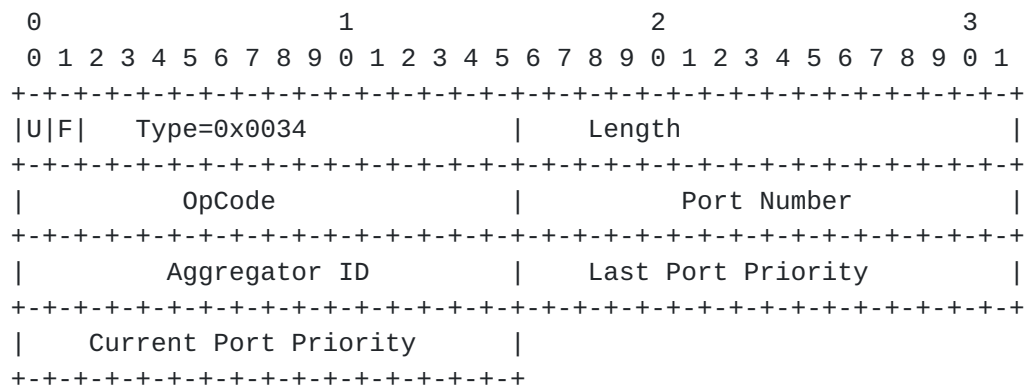 0                   1                   2                   3
 0 1 2 3 4 5 6 7 8 9 0 1 2 3 4 5 6 7 8 9 0 1 2 3 4 5 6 7 8 9 0 1
+-+-+-+-+-+-+-+-+-+-+-+-+-+-+-+-+-+-+-+-+-+-+-+-+-+-+-+-+-+-+-+-+
|U|F|   Type=0x0034             |    Length                     |
+-+-+-+-+-+-+-+-+-+-+-+-+-+-+-+-+-+-+-+-+-+-+-+-+-+-+-+-+-+-+-+-+
|          OpCode               |          Port Number          |
+-+-+-+-+-+-+-+-+-+-+-+-+-+-+-+-+-+-+-+-+-+-+-+-+-+-+-+-+-+-+-+-+
|         Aggregator ID         |    Last Port Priority         |
+-+-+-+-+-+-+-+-+-+-+-+-+-+-+-+-+-+-+-+-+-+-+-+-+-+-+-+-+-+-+-+-+
|    Current Port Priority      |
+-+-+-+-+-+-+-+-+-+-+-+-+-+-+-+-+